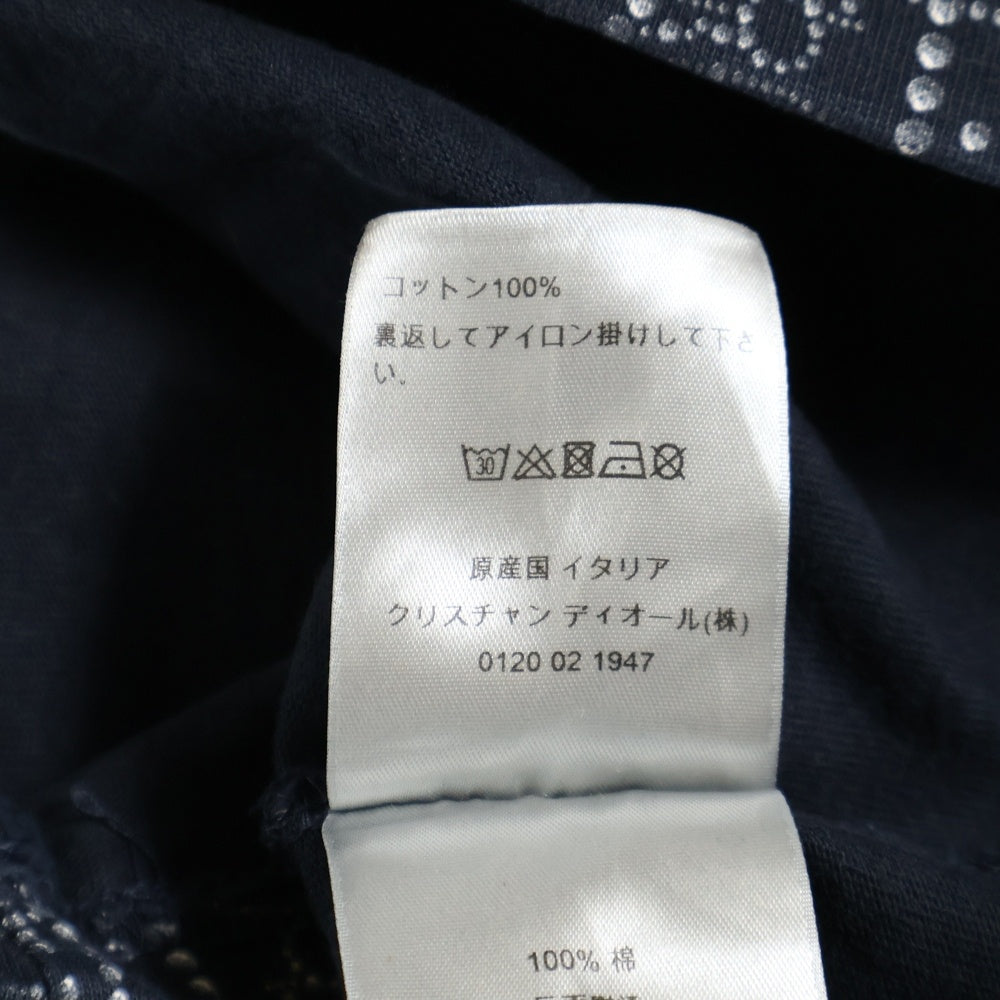 コットン100%
裏返してアイロン掛けして下さ
い.
30
原産国 イタリア
クリスチャン ディオール(株)
0120 02 1947
100% 棉